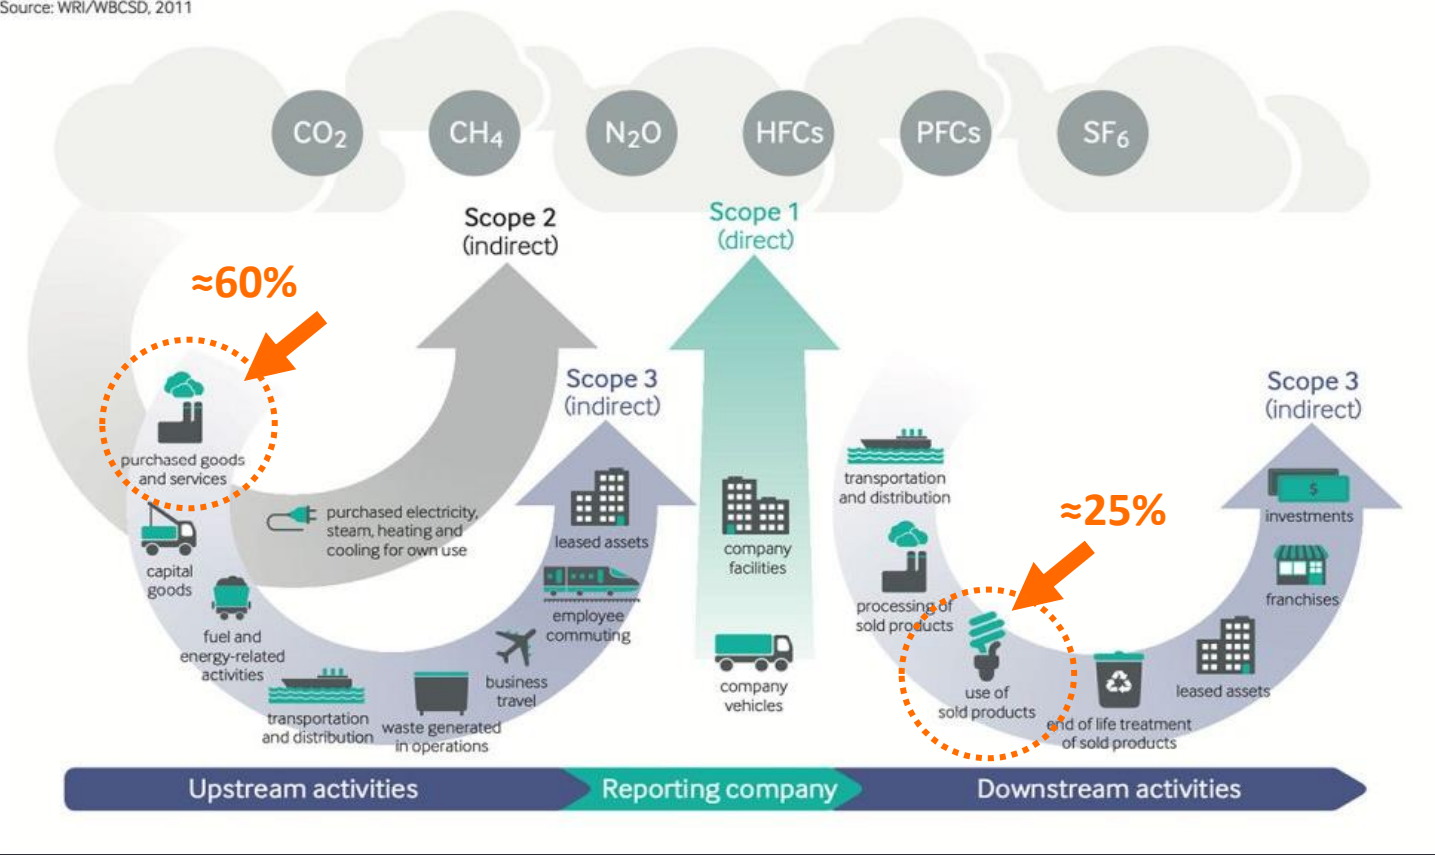 Source: WRI/WBCSD, 2011
CO₂
CH₄
N₂O
HFCs
PFCs
SF₆
Scope 2
(indirect)
Scope 1
(direct)
≈60%
Scope 3
(indirect)
Scope 3
(indirect)
purchased goods
and services
capital
goods
fuel and
energy-related
activities
transportation
and distribution
waste generated
in operations
business
travel
employee
commuting
leased assets
purchased electricity,
steam, heating and
cooling for own use
company
facilities
company
vehicles
transportation
and distribution
≈25%
processing of
sold products
use of
sold products
end of life treatment
of sold products
leased assets
franchises
$
investments
Upstream activities
Reporting company
Downstream activities